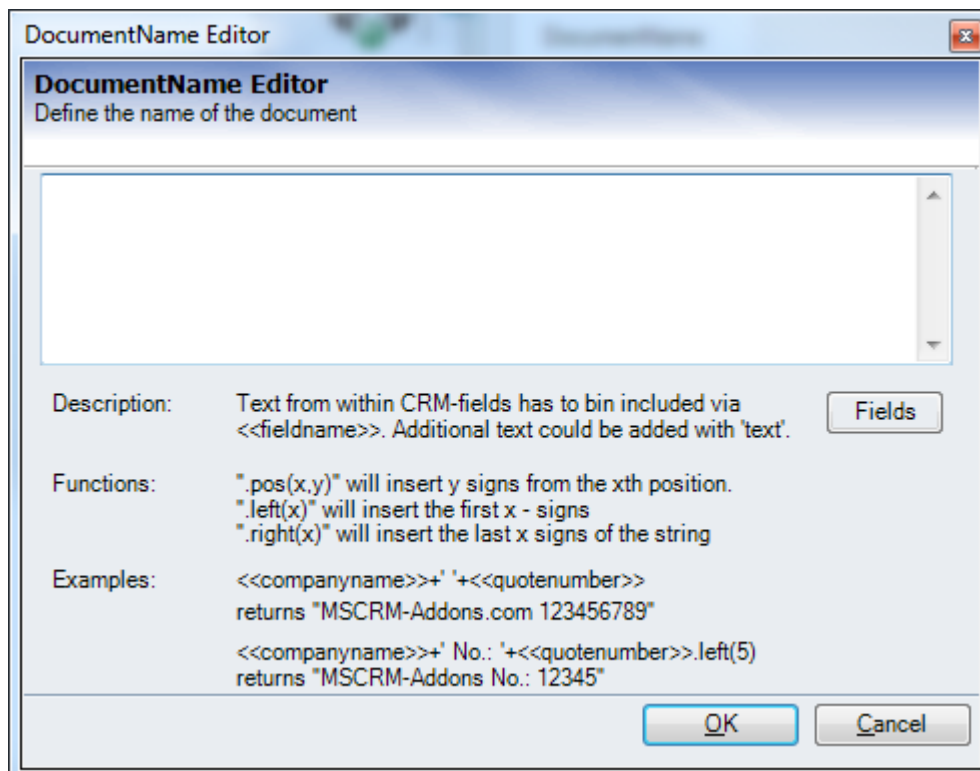 DocumentName Editor
DocumentName Editor
Define the name of the document
Description: Text from within CRM-fields has to bin included via
<<fieldname>>. Additional text could be added with 'text'.
Fields
Functions: ".pos(x,y)" will insert y signs from the xth position.
".left(x)" will insert the first x - signs
".right(x)" will insert the last x signs of the string
Examples: <<companyname>>+' '+<<quotenumber>>
returns "MSCRM-Addons.com 123456789"
<<companyname>>+' No.: '+<<quotenumber>>.left(5)
returns "MSCRM-Addons No.: 12345"
OK Cancel